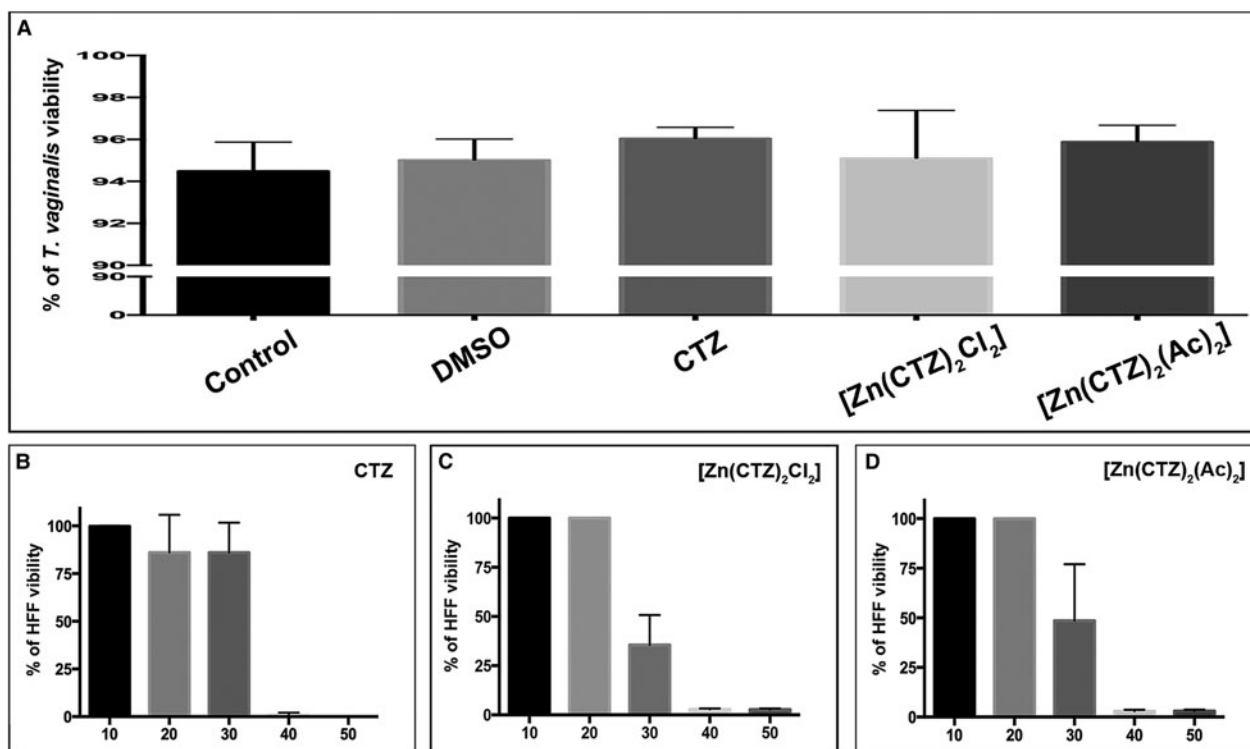 A
% of T. vaginalis viability
100
98
96
94
92
90
90
0
Control
DMSO
CTZ
[Zn(CTZ)₂Cl₂]
[Zn(CTZ)₂(Ac)₂]
B
CTZ
% of HFF vibility
100
75
50
25
0
10 20 30 40 50
C
[Zn(CTZ)₂Cl₂]
% of HFF vibility
100
75
50
25
0
10 20 30 40 50
D
[Zn(CTZ)₂(Ac)₂]
% of HFF vibility
100
75
50
25
0
10 20 30 40 50